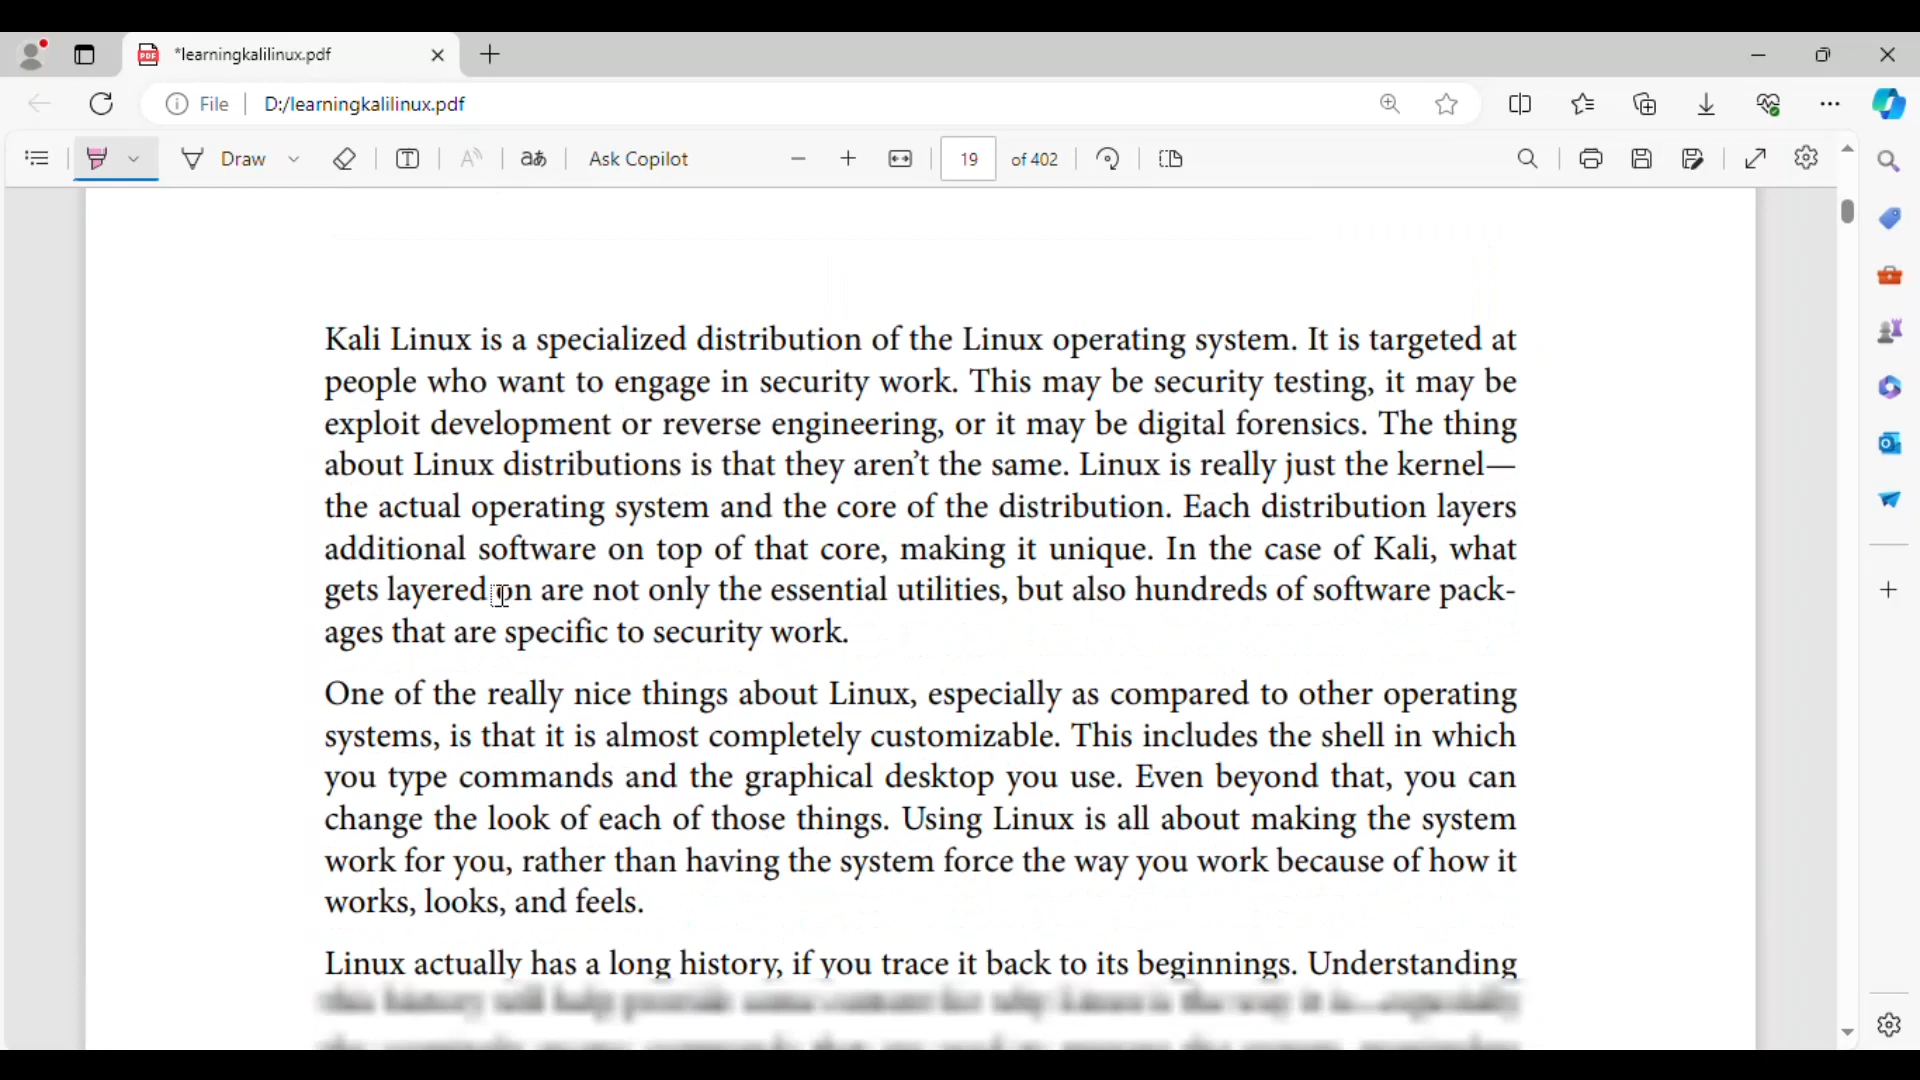 *learningkalilinux.pdf
File D:/learningkalilinux.pdf
Draw aあ Ask Copilot 19 of 402
Kali Linux is a specialized distribution of the Linux operating system. It is targeted at
people who want to engage in security work. This may be security testing, it may be
exploit development or reverse engineering, or it may be digital forensics. The thing
about Linux distributions is that they aren’t the same. Linux is really just the kernel—
the actual operating system and the core of the distribution. Each distribution layers
additional software on top of that core, making it unique. In the case of Kali, what
gets layered on are not only the essential utilities, but also hundreds of software pack-
ages that are specific to security work.
One of the really nice things about Linux, especially as compared to other operating
systems, is that it is almost completely customizable. This includes the shell in which
you type commands and the graphical desktop you use. Even beyond that, you can
change the look of each of those things. Using Linux is all about making the system
work for you, rather than having the system force the way you work because of how it
works, looks, and feels.
Linux actually has a long history, if you trace it back to its beginnings. Understanding